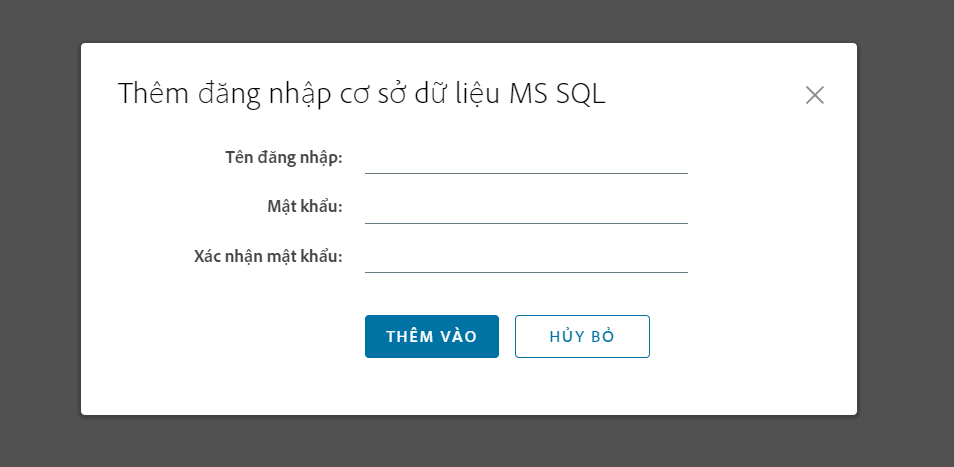 Thêm đăng nhập cơ sở dữ liệu MS SQL
Tên đăng nhập:
Mật khẩu:
Xác nhận mật khẩu:
THÊM VÀO
HỦY BỎ